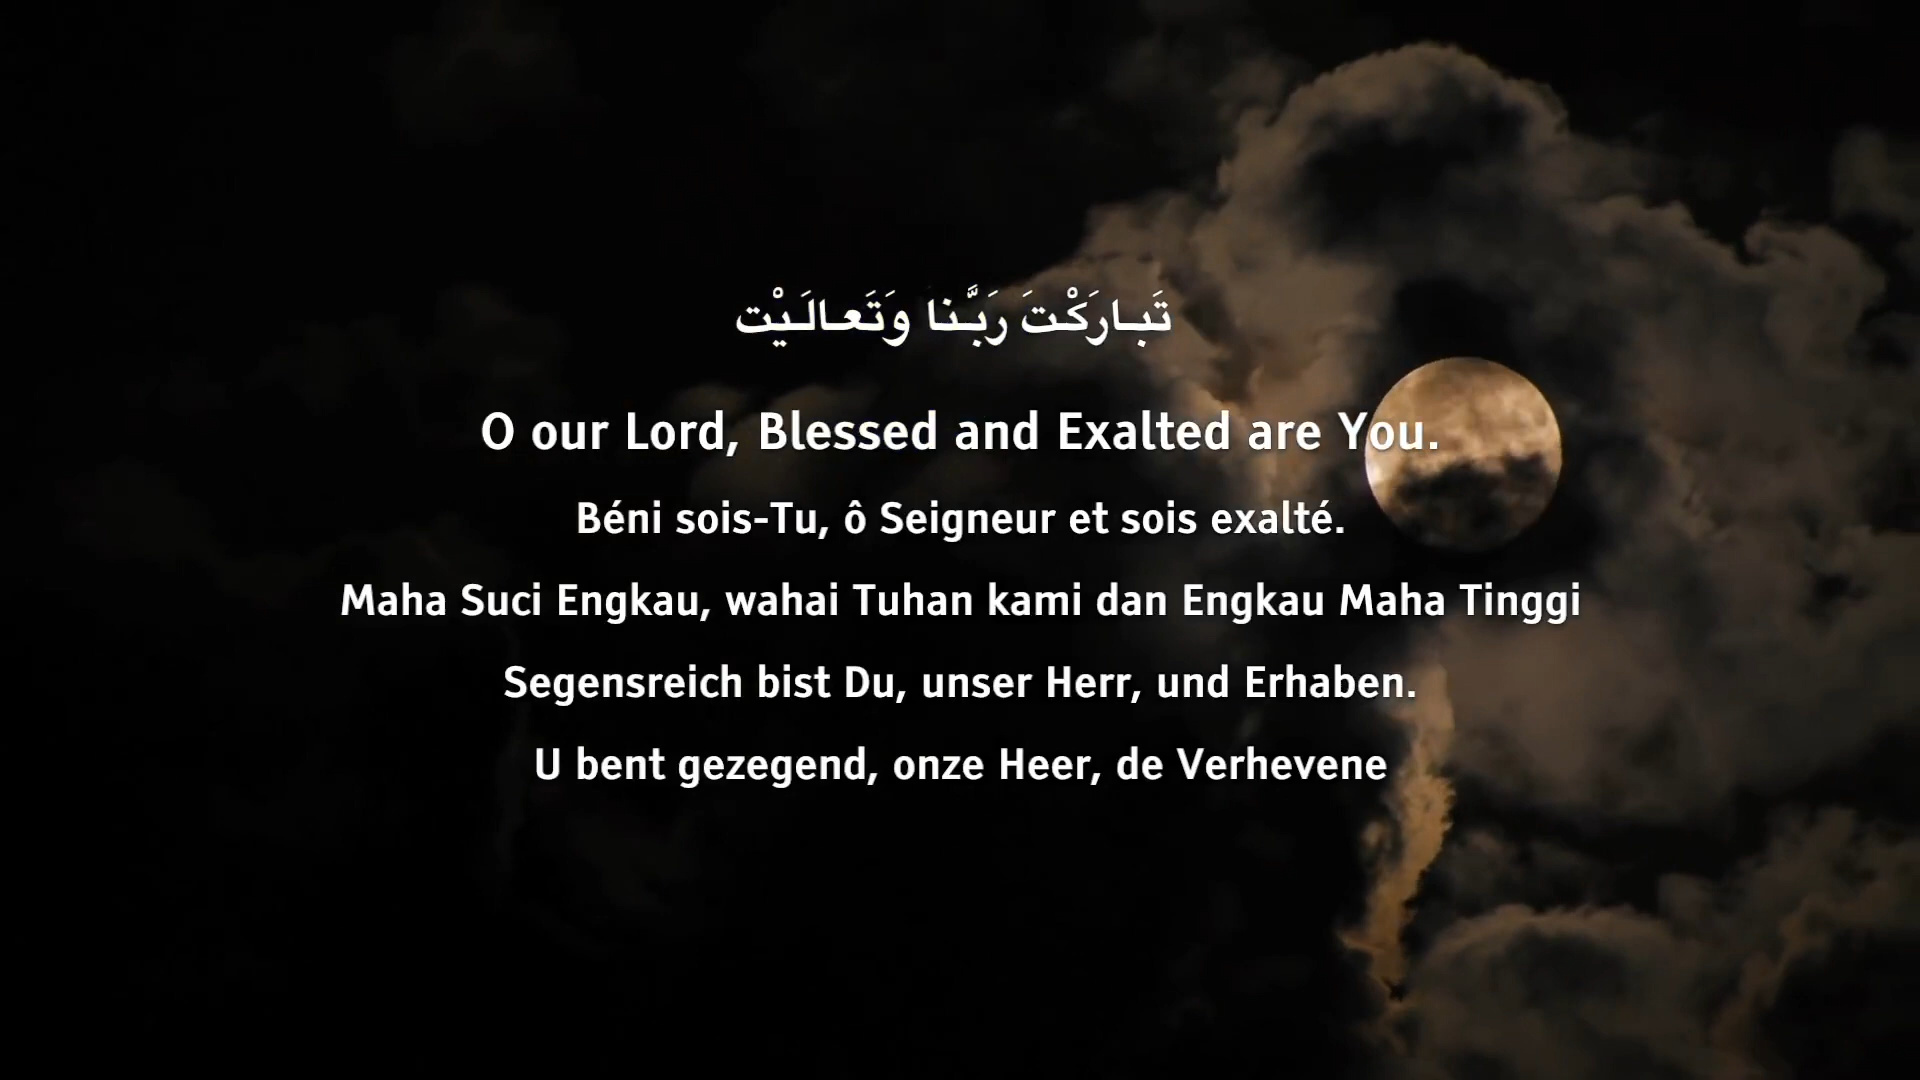 تَبـارَكْـتَ رَبَّـنا وَتَعـالَـيْت
O our Lord, Blessed and Exalted are You.
Béni sois-Tu, ô Seigneur et sois exalté.
Maha Suci Engkau, wahai Tuhan kami dan Engkau Maha Tinggi
Segensreich bist Du, unser Herr, und Erhaben.
U bent gezegend, onze Heer, de Verhevene